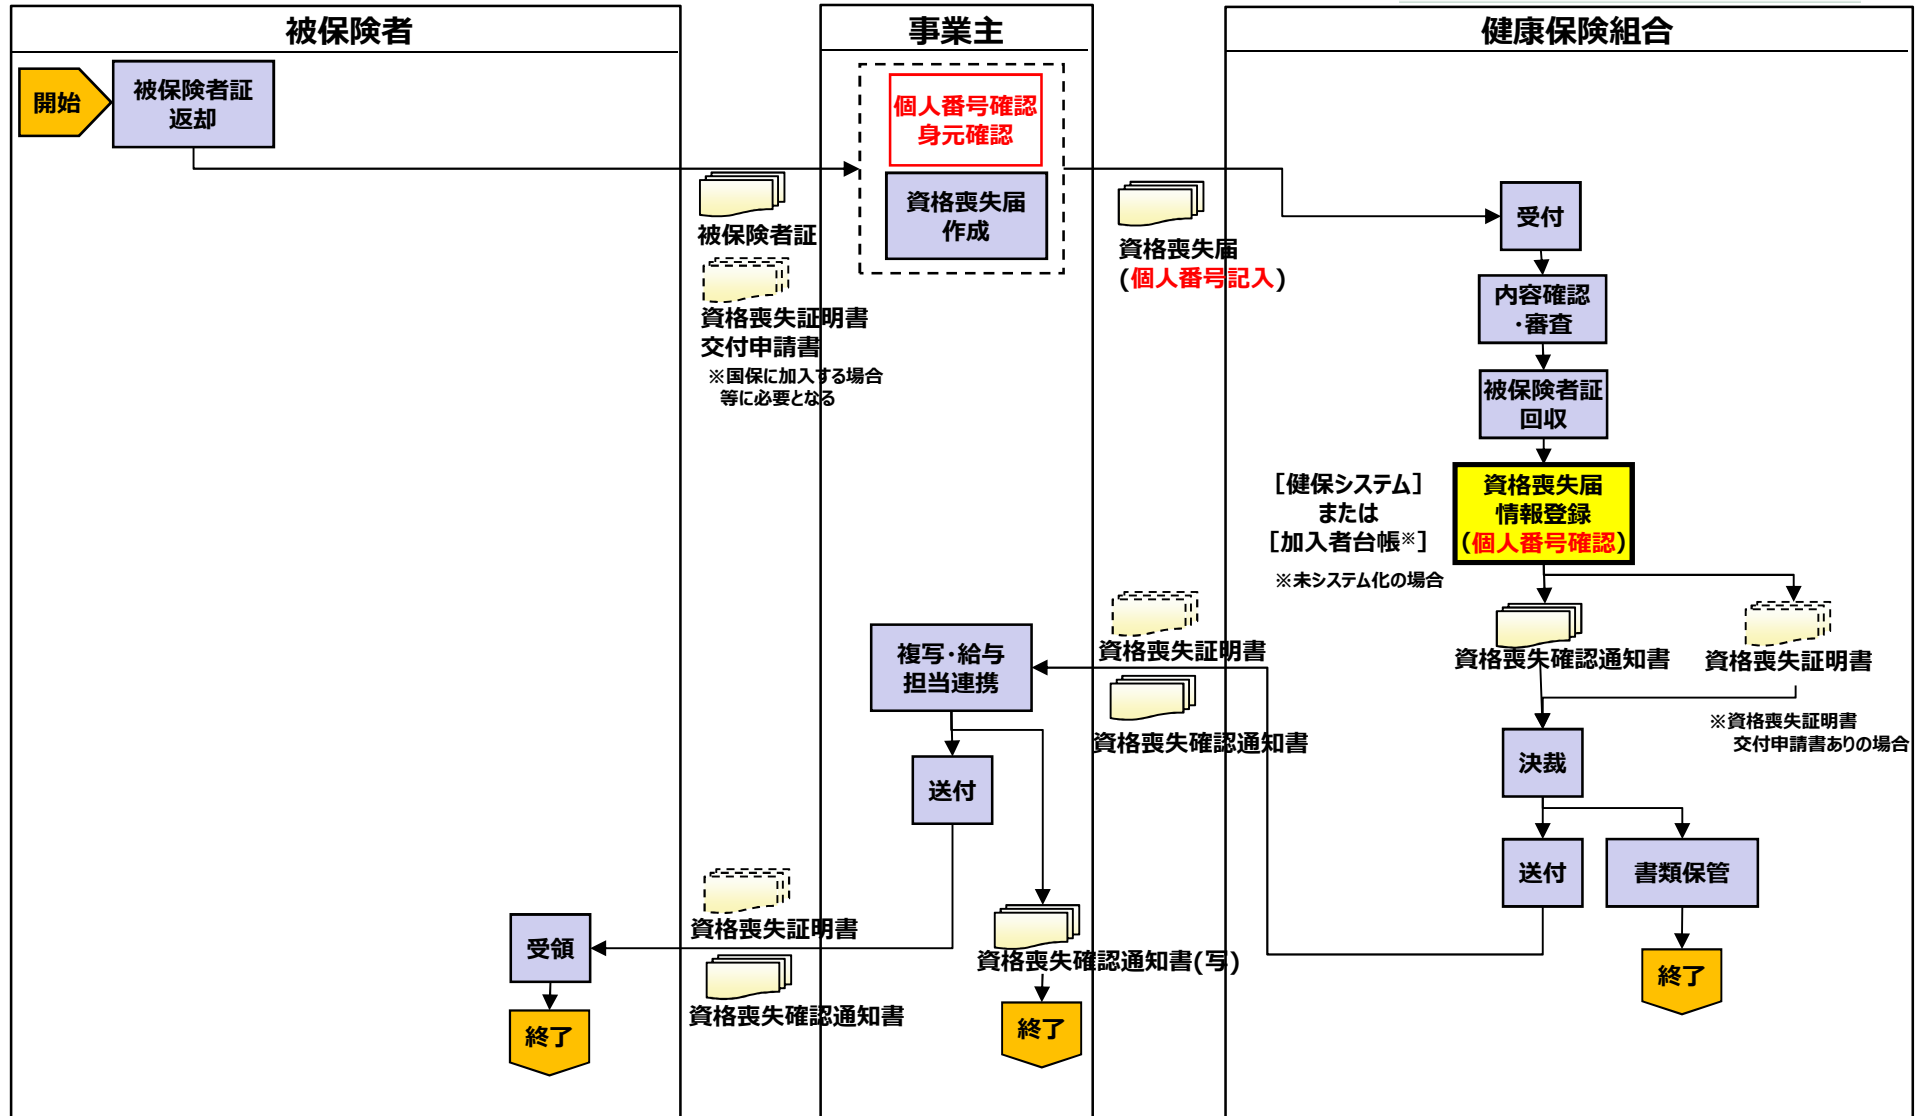 被保険者
事業主
健康保険組合
開始
被保険者証
返却
個人番号確認
身元確認
資格喪失届
作成
被保険者証
資格喪失証明書
交付申請書
※国保に加入する場合
等に必要となる
資格喪失届
(個人番号記入)
受付
内容確認
・審査
被保険者証
回収
[健保システム]
または
[加入者台帳※]
※未システム化の場合
資格喪失届
情報登録
(個人番号確認)
資格喪失確認通知書
資格喪失証明書
※資格喪失証明書
交付申請書ありの場合
決裁
送付
書類保管
終了
資格喪失証明書
資格喪失確認通知書
複写・給与
担当連携
送付
資格喪失確認通知書(写)
終了
資格喪失証明書
資格喪失確認通知書
受領
終了